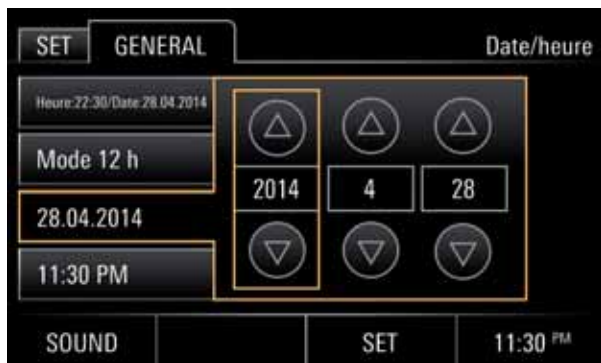 SET GENERAL Date/heure
Heure:22:30/Date:28.04.2014
Mode 12 h
28.04.2014
11:30 PM
2014 4 28
SOUND SET 11:30 PM